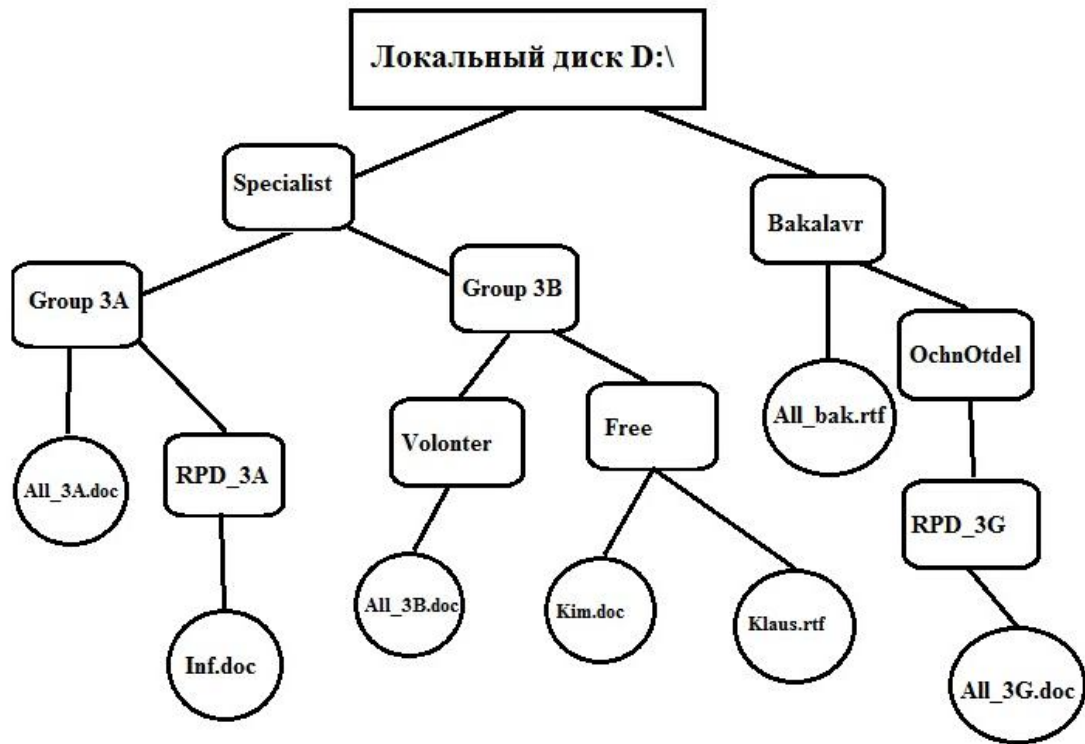 Локальный диск D:\
Specialist
Bakalavr
Group 3A
Group 3B
OchnOtdel
Volonter
Free
All_bak.rtf
All_3A.doc
RPD_3A
RPD_3G
All_3B.doc
Kim.doc
Klaus.rtf
Inf.doc
All_3G.doc